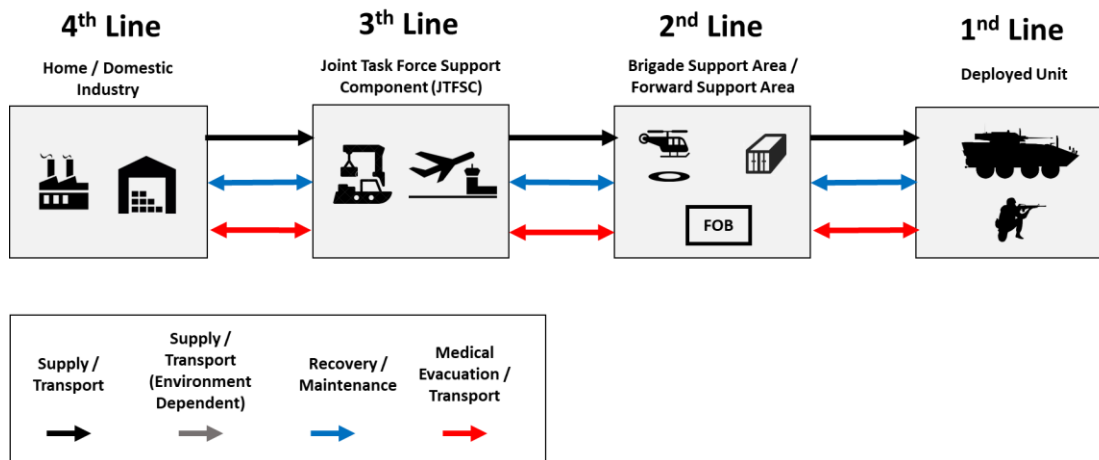 4th Line
Home / Domestic
Industry
3th Line
Joint Task Force Support
Component (JTFSC)
2nd Line
Brigade Support Area /
Forward Support Area
FOB
1nd Line
Deployed Unit
Supply /
Transport
Supply /
Transport
(Environment
Dependent)
Recovery /
Maintenance
Medical
Evacuation /
Transport